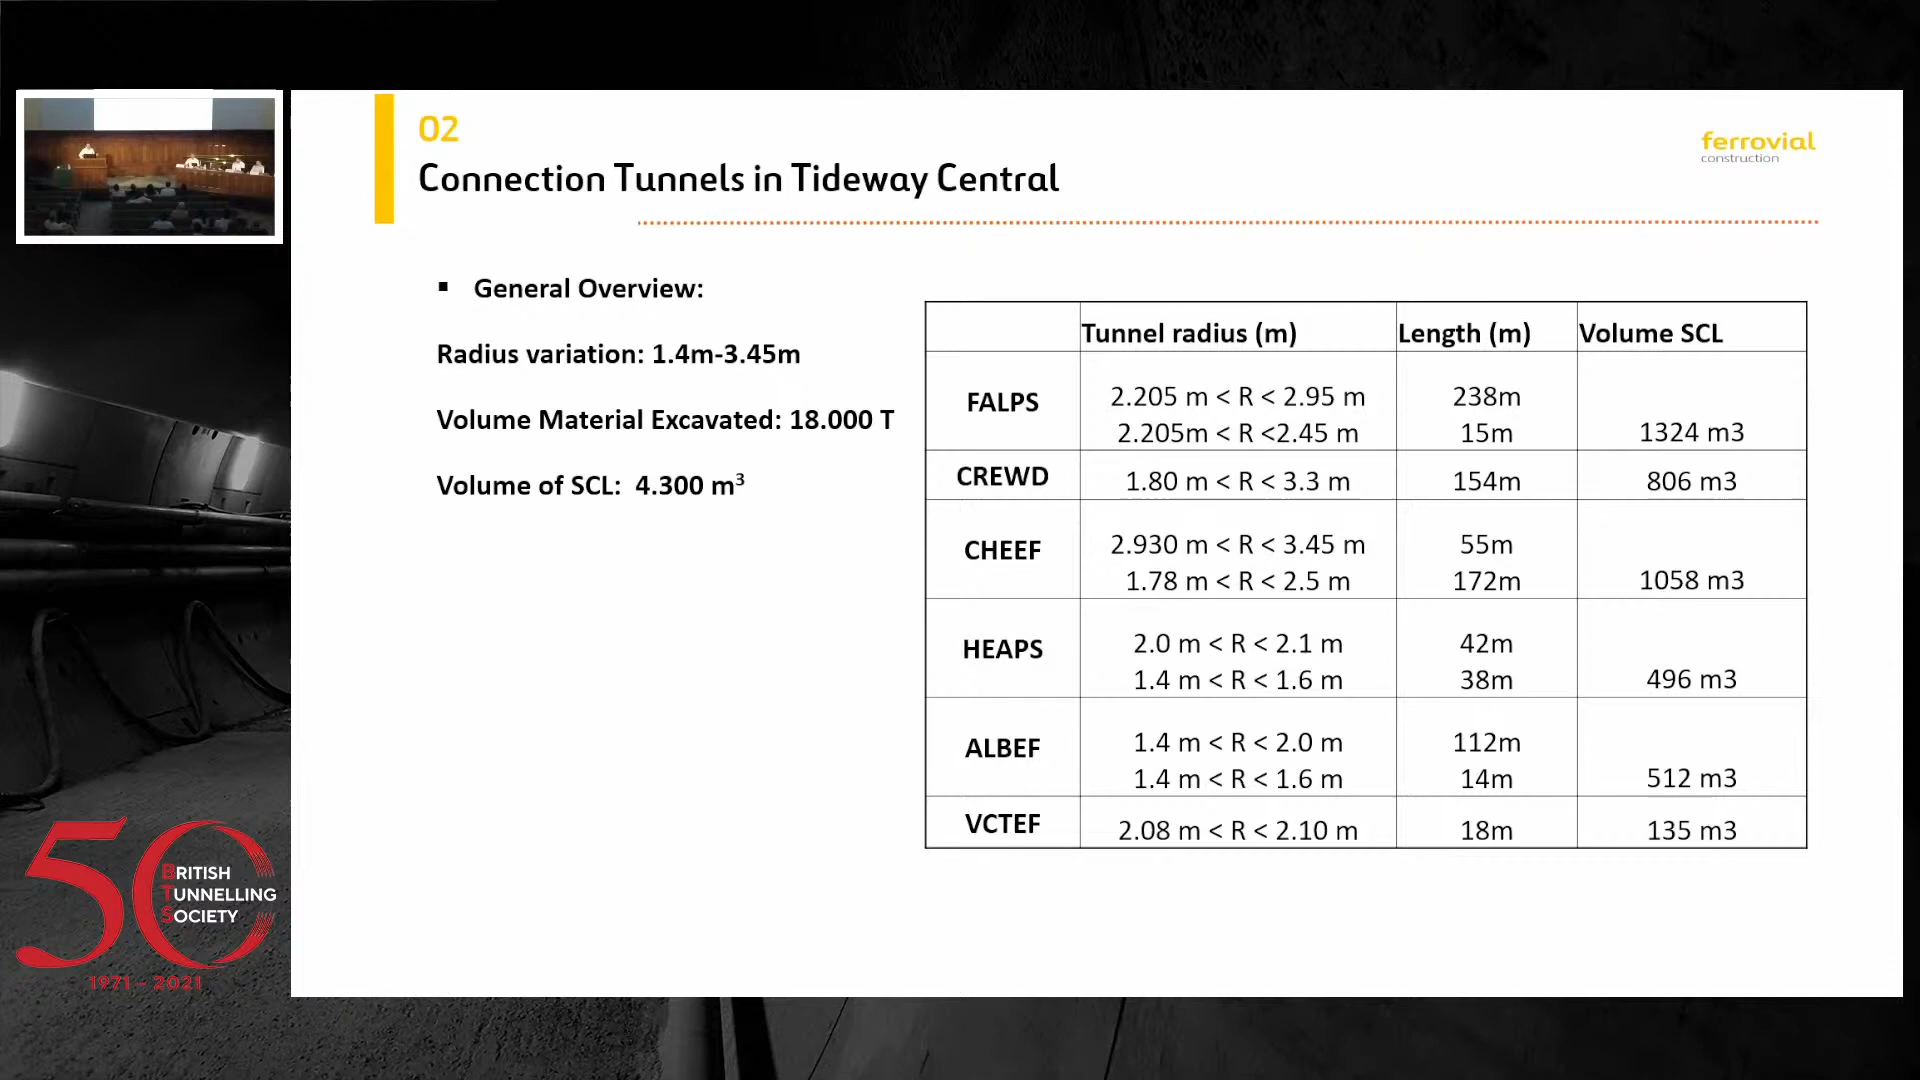 02
Connection Tunnels in Tideway Central
ferrovial
construction
▪ General Overview:
Radius variation: 1.4m-3.45m
Volume Material Excavated: 18.000 T
Volume of SCL: 4.300 m³
Tunnel radius (m) Length (m) Volume SCL
FALPS 2.205 m < R < 2.95 m 238m
2.205m < R <2.45 m 15m 1324 m3
CREWD 1.80 m < R < 3.3 m 154m 806 m3
CHEEF 2.930 m < R < 3.45 m 55m
1.78 m < R < 2.5 m 172m 1058 m3
HEAPS 2.0 m < R < 2.1 m 42m
1.4 m < R < 1.6 m 38m 496 m3
ALBEF 1.4 m < R < 2.0 m 112m
1.4 m < R < 1.6 m 14m 512 m3
VCTEF 2.08 m < R < 2.10 m 18m 135 m3
50
BRITISH
TUNNELLING
SOCIETY
1971 - 2021